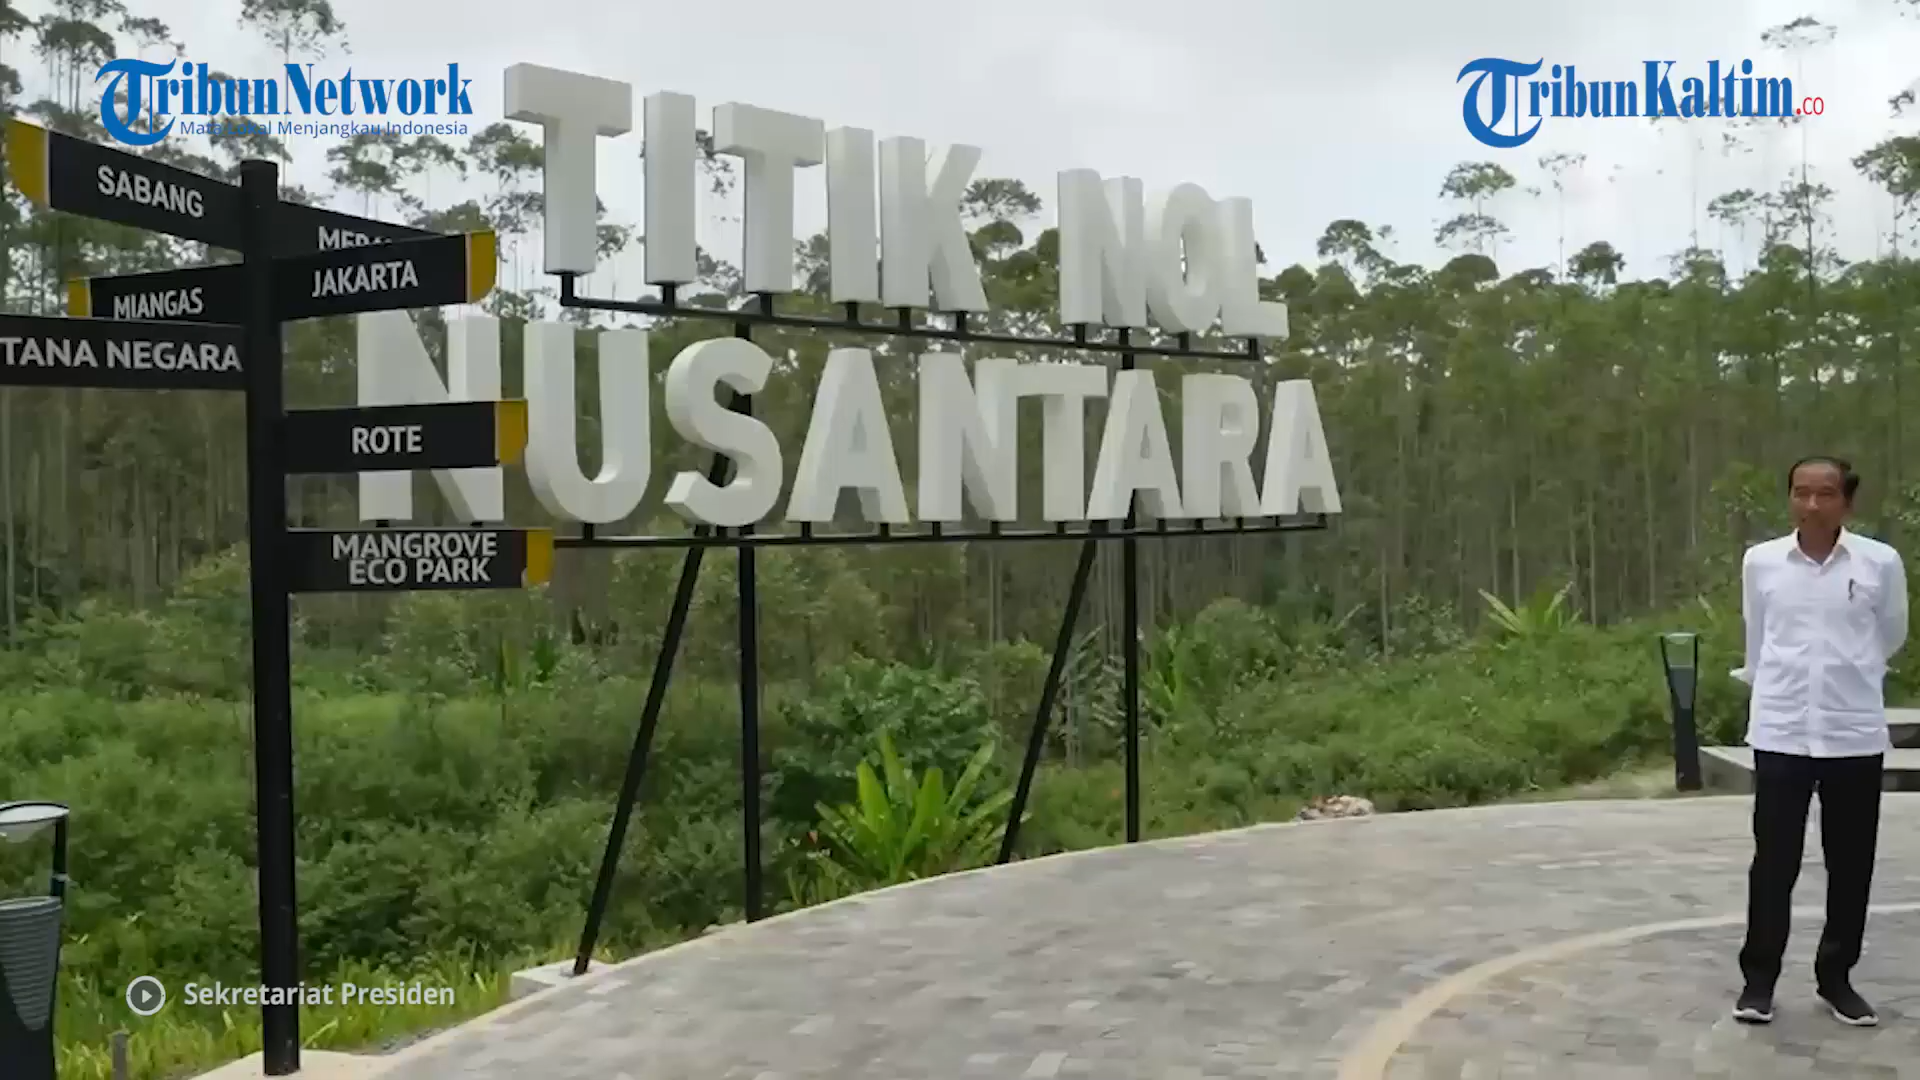 TribunNetwork
Mata Lokal Menjangkau Indonesia
TribunKaltim.co
TITIK NOL
NUSANTARA
SABANG
JAKARTA
MIANGAS
TANA NEGARA
ROTE
MANGROVE
ECO PARK
Sekretariat Presiden